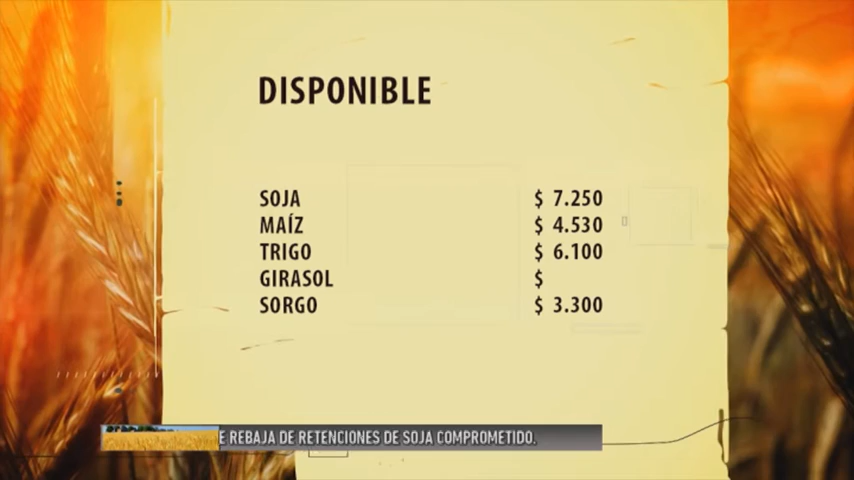 DISPONIBLE
SOJA $ 7.250
MAÍZ $ 4.530
TRIGO $ 6.100
GIRASOL $
SORGO $ 3.300
E REBAJA DE RETENCIONES DE SOJA COMPROMETIDO.